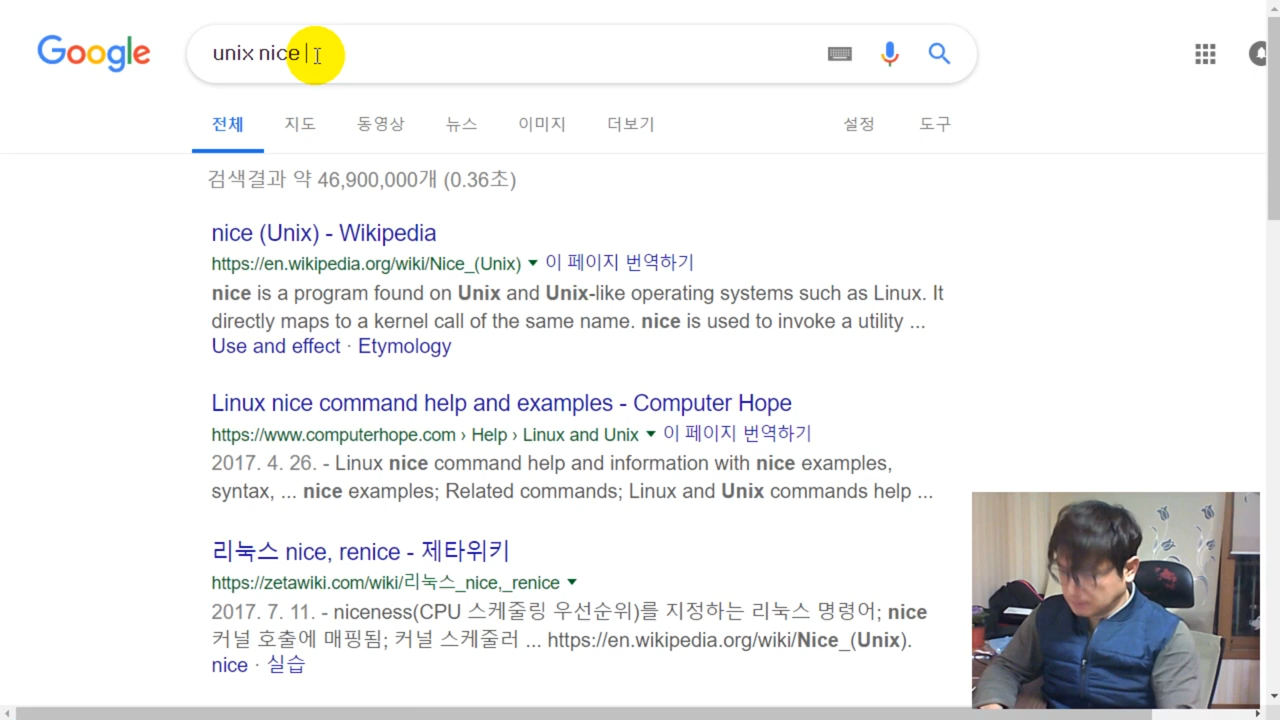 Google
unix nice
전체 지도 동영상 뉴스 이미지 더보기 설정 도구
검색결과 약 46,900,000개 (0.36초)
nice (Unix) - Wikipedia
https://en.wikipedia.org/wiki/Nice_(Unix) 이 페이지 번역하기
nice is a program found on Unix and Unix-like operating systems such as Linux. It
directly maps to a kernel call of the same name. nice is used to invoke a utility ...
Use and effect · Etymology
Linux nice command help and examples - Computer Hope
https://www.computerhope.com › Help › Linux and Unix 이 페이지 번역하기
2017. 4. 26. - Linux nice command help and information with nice examples,
syntax, ... nice examples; Related commands; Linux and Unix commands help ...
리눅스 nice, renice - 제타위키
https://zetawiki.com/wiki/리눅스_nice,_renice
2017. 7. 11. - niceness(CPU 스케줄링 우선순위)를 지정하는 리눅스 명령어; nice
커널 호출에 매핑됨; 커널 스케줄러 ... https://en.wikipedia.org/wiki/Nice_(Unix).
nice · 실습